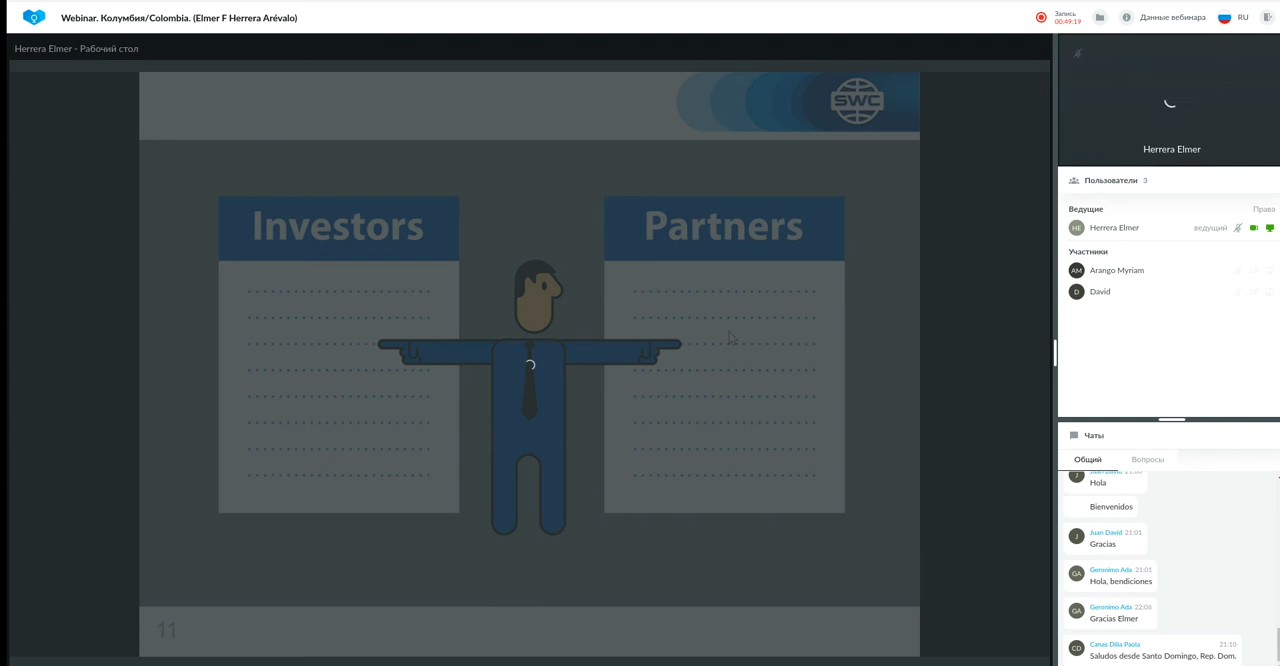 Webinar. Колумбия/Colombia. (Elmer F Herrera Arévalo)
Запись
00:49:19
Данные вебинара
RU
Herrera Elmer - Рабочий стол
SWC
Investors
Partners
11
Herrera Elmer
Пользователи 3
Ведущие Права
HE Herrera Elmer ведущий
Участники
AM Arango Myriam
D David
Чаты
Общий Вопросы
J
Hola
Bienvenidos
J Juan David 21:01
Gracias
GA Geronimo Ada 21:01
Hola, bendiciones
GA Geronimo Ada 22:06
Gracias Elmer
CD Canas Dilia Paola 21:10
Saludos desde Santo Domingo, Rep. Dom.